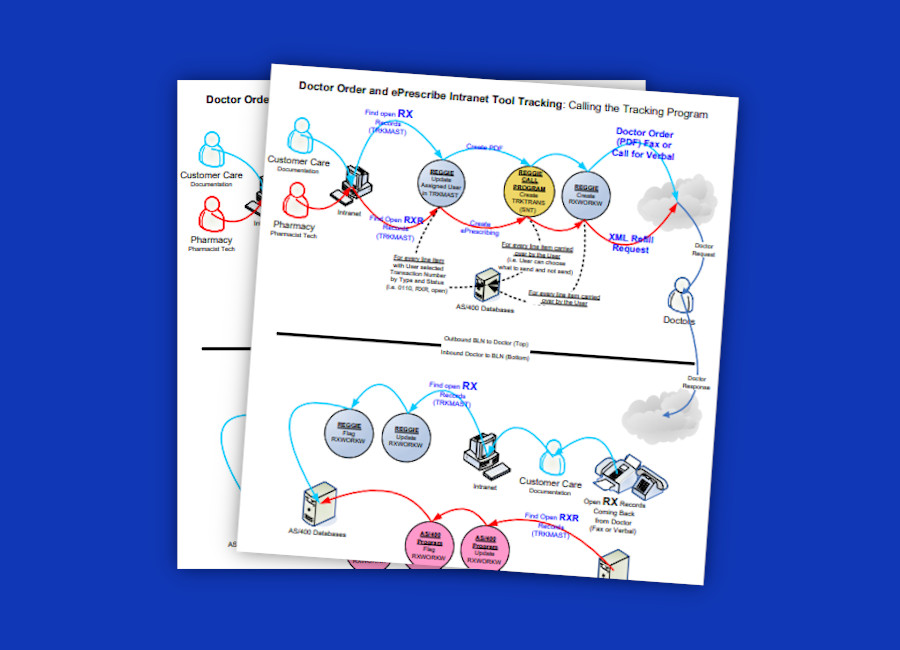 Doctor Order and ePrescribe Intranet Tool Tracking: Calling the Tracking Program
Find open RX
Records
(TRKMAST)
Customer Care
Documentation
Pharmacy
Pharmacist Tech
Intranet
REGGIE
Update
Assigned User
in TRKMAST
Create PDF
REGGIE
CALL
PROGRAM
Create
TRKTRANS
(SNT)
REGGIE
Create
RXWORKW
Doctor Order
(PDF) Fax or
Call for Verbal
Find Open RXR
Records
(TRKMAST)
Create
ePrescribing
XML Refill
Request
Doctor
Request
For every line item
with User selected
Transaction Number
by Type and Status
(i.e. 0110, RXR, open)
For every line item carried
over by the User
(i.e. User can choose
what to send and not send)
For every line item carried
over by the User
AS/400 Databases
Doctors
Outbound BLN to Doctor (Top)
Inbound Doctor to BLN (Bottom)
Doctor
Response
Find open RX
Records
(TRKMAST)
REGGIE
Flag
RXWORKW
REGGIE
Update
RXWORKW
Intranet
Customer Care
Documentation
Open RX Records
Coming Back
from Doctor
(Fax or Verbal)
AS/400 Databases
AS/400
Program
Flag
RXWORKW
AS/400
Program
Update
RXWORKW
Find Open RXR
Records
(TRKMAST)
RXWORKW
Doctor Orde
Customer Care
Documentation
Pharmacy
Pharmacist Tech
AS